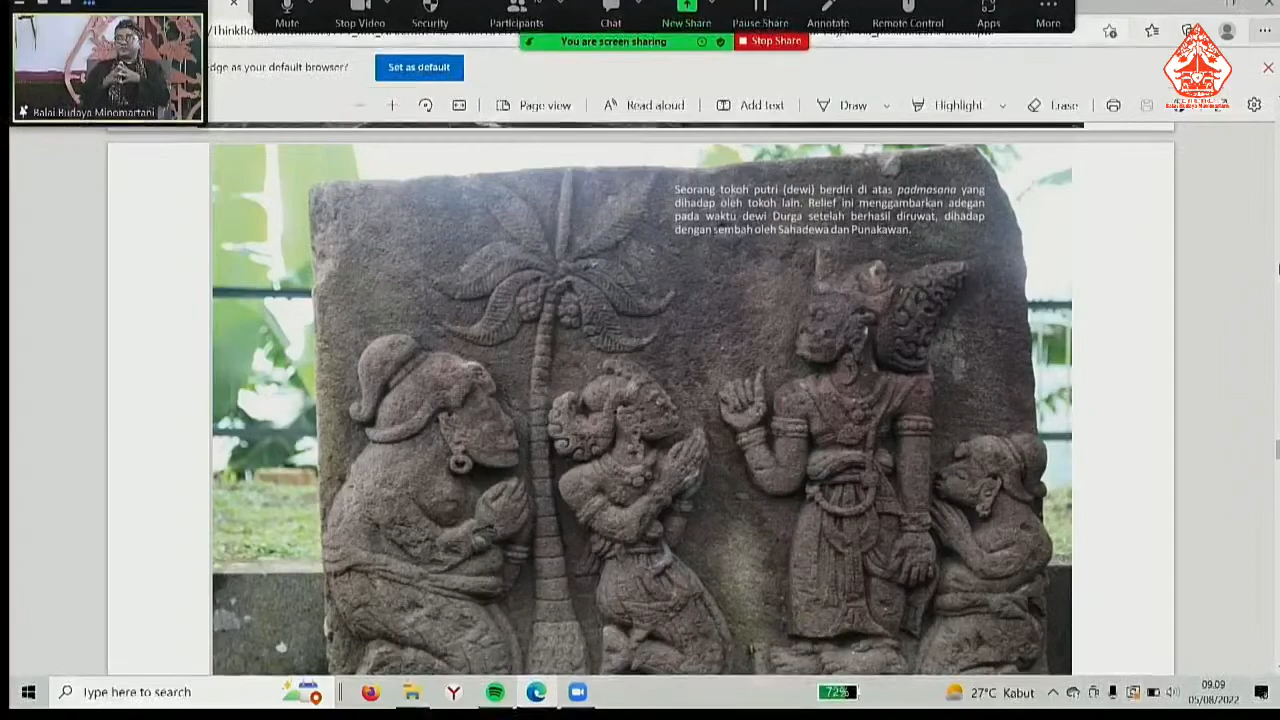 Mute
Stop Video
Security
Participants
Chat
New Share
Pause Share
Annotate
Remote Control
Apps
More
You are screen sharing
Stop Share
as your default browser?
Set as default
Page view
Read aloud
Add text
Draw
Highlight
Erase
Balai Budaya Minomartani
Balai Budaya Minomartani
Seorang tokoh putri (dewi) berdiri di atas padmasana yang
dihadap oleh tokoh lain. Relief ini menggambarkan adegan
pada waktu dewi Durga setelah berhasil diruwat, dihadap
dengan sembah oleh Sahadewa dan Punakawan.
Type here to search
72%
27°C Kabut
09.09
05/08/2022